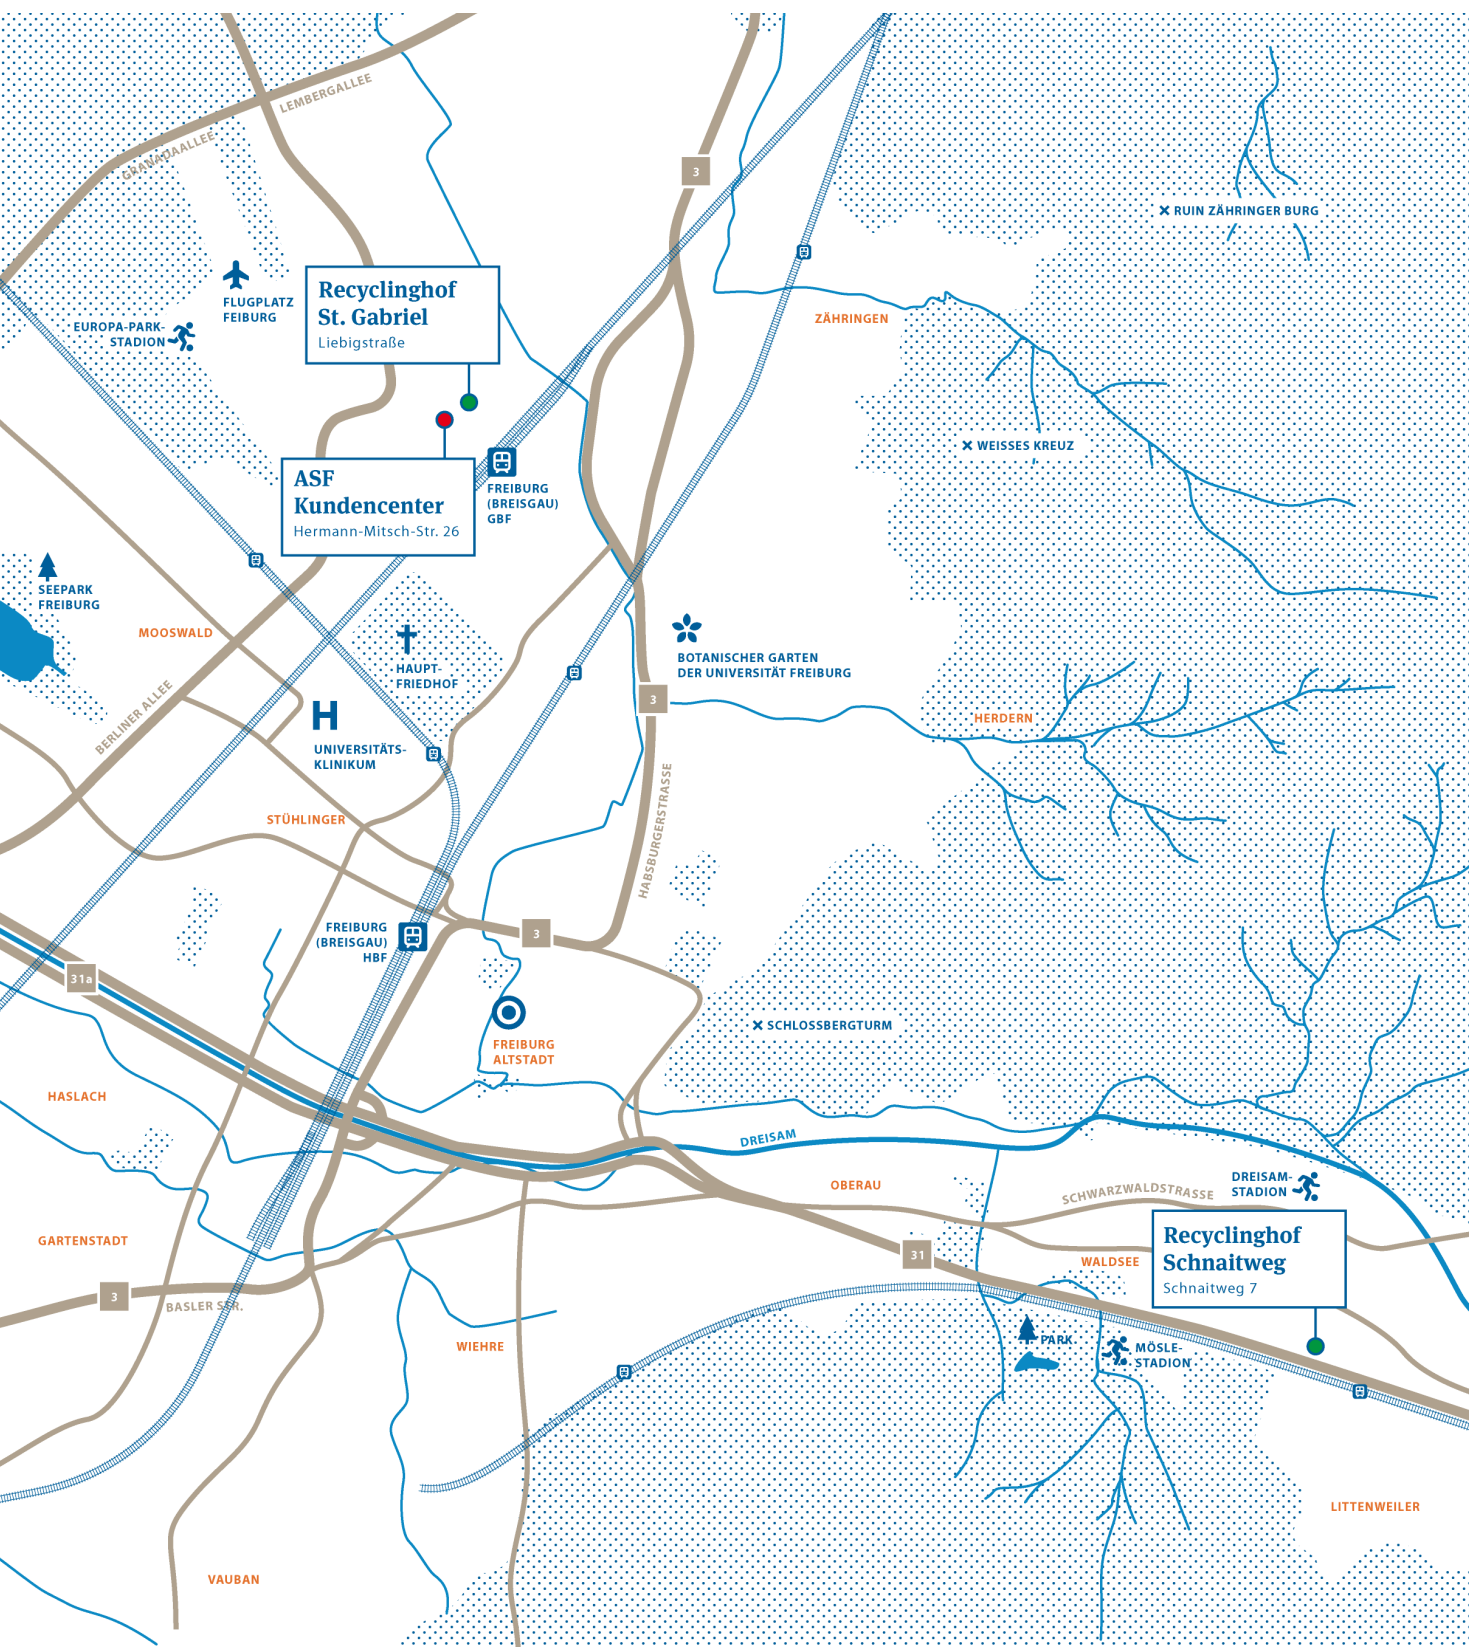 LEMBERGALLEE
GRANADAALLEE
3
RUIN ZÄHRINGER BURG
FLUGPLATZ
FEIBURG
EUROPA-PARK-
STADION
Recyclinghof
St. Gabriel
Liebigstraße
ZÄHRINGEN
WEISSES KREUZ
ASF
Kundencenter
Hermann-Mitsch-Str. 26
FREIBURG
(BREISGAU)
GBF
SEEPARK
FREIBURG
MOOSWALD
HAUPT-
FRIEDHOF
BOTANISCHER GARTEN
DER UNIVERSITÄT FREIBURG
3
BERLINER ALLEE
H
UNIVERSITÄTS-
KLINIKUM
HERDERN
STÜHLINGER
HABSBURGERSTRASSE
FREIBURG
(BREISGAU)
HBF
3
31a
SCHLOSSBERGTURM
FREIBURG
ALTSTADT
HASLACH
DREISAM
OBERAU
SCHWARZWALDSTRASSE
DREISAM-
STADION
GARTENSTADT
31
WALDSEE
Recyclinghof
Schnaitweg
Schnaitweg 7
3
BASLER STR.
WIEHRE
PARK
MÖSLE-
STADION
LITTENWEILER
VAUBAN